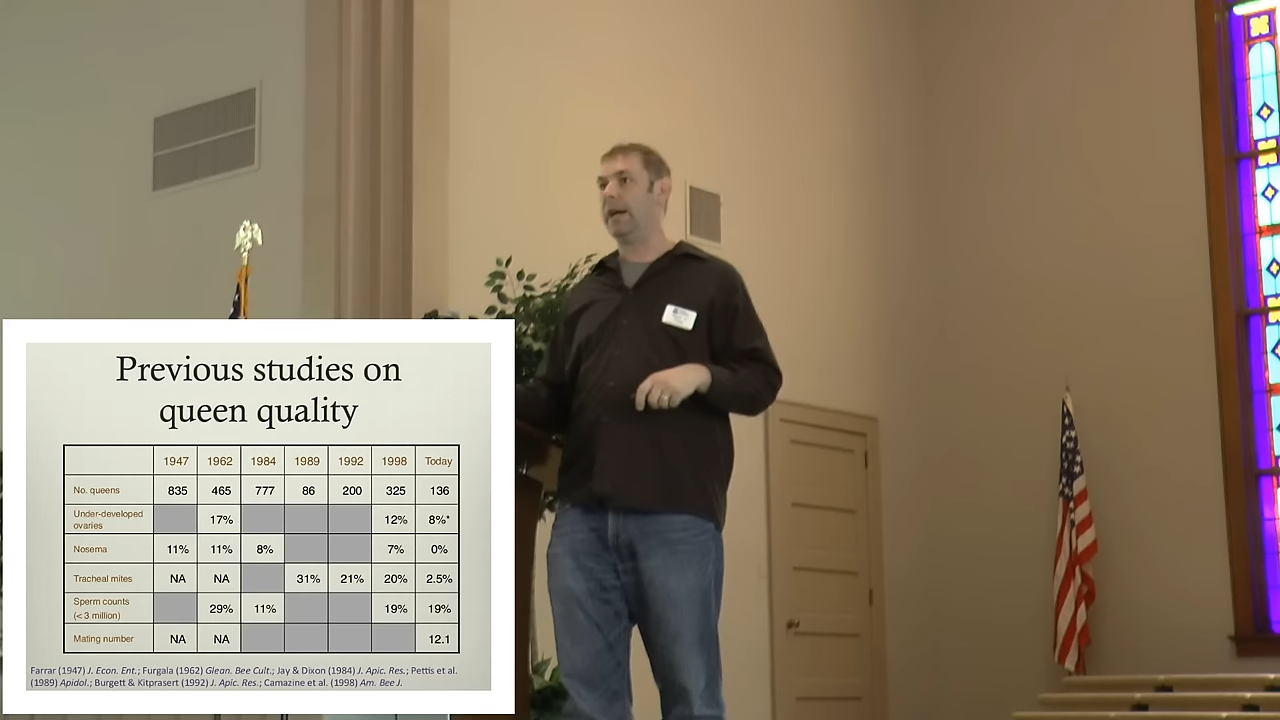 Previous studies on
queen quality
1947 1962 1984 1989 1992 1998 Today
No. queens 835 465 777 86 200 325 136
Under-developed
ovaries 17% 12% 8%*
Nosema 11% 11% 8% 7% 0%
Tracheal mites NA NA 31% 21% 20% 2.5%
Sperm counts
(< 3 million) 29% 11% 19% 19%
Mating number NA NA 12.1
Farrar (1947) J. Econ. Ent.; Furgala (1962) Glean. Bee Cult.; Jay & Dixon (1984) J. Apic. Res.; Pettis et al.
(1989) Apidol.; Burgett & Kitprasert (1992) J. Apic. Res.; Camazine et al. (1998) Am. Bee J.